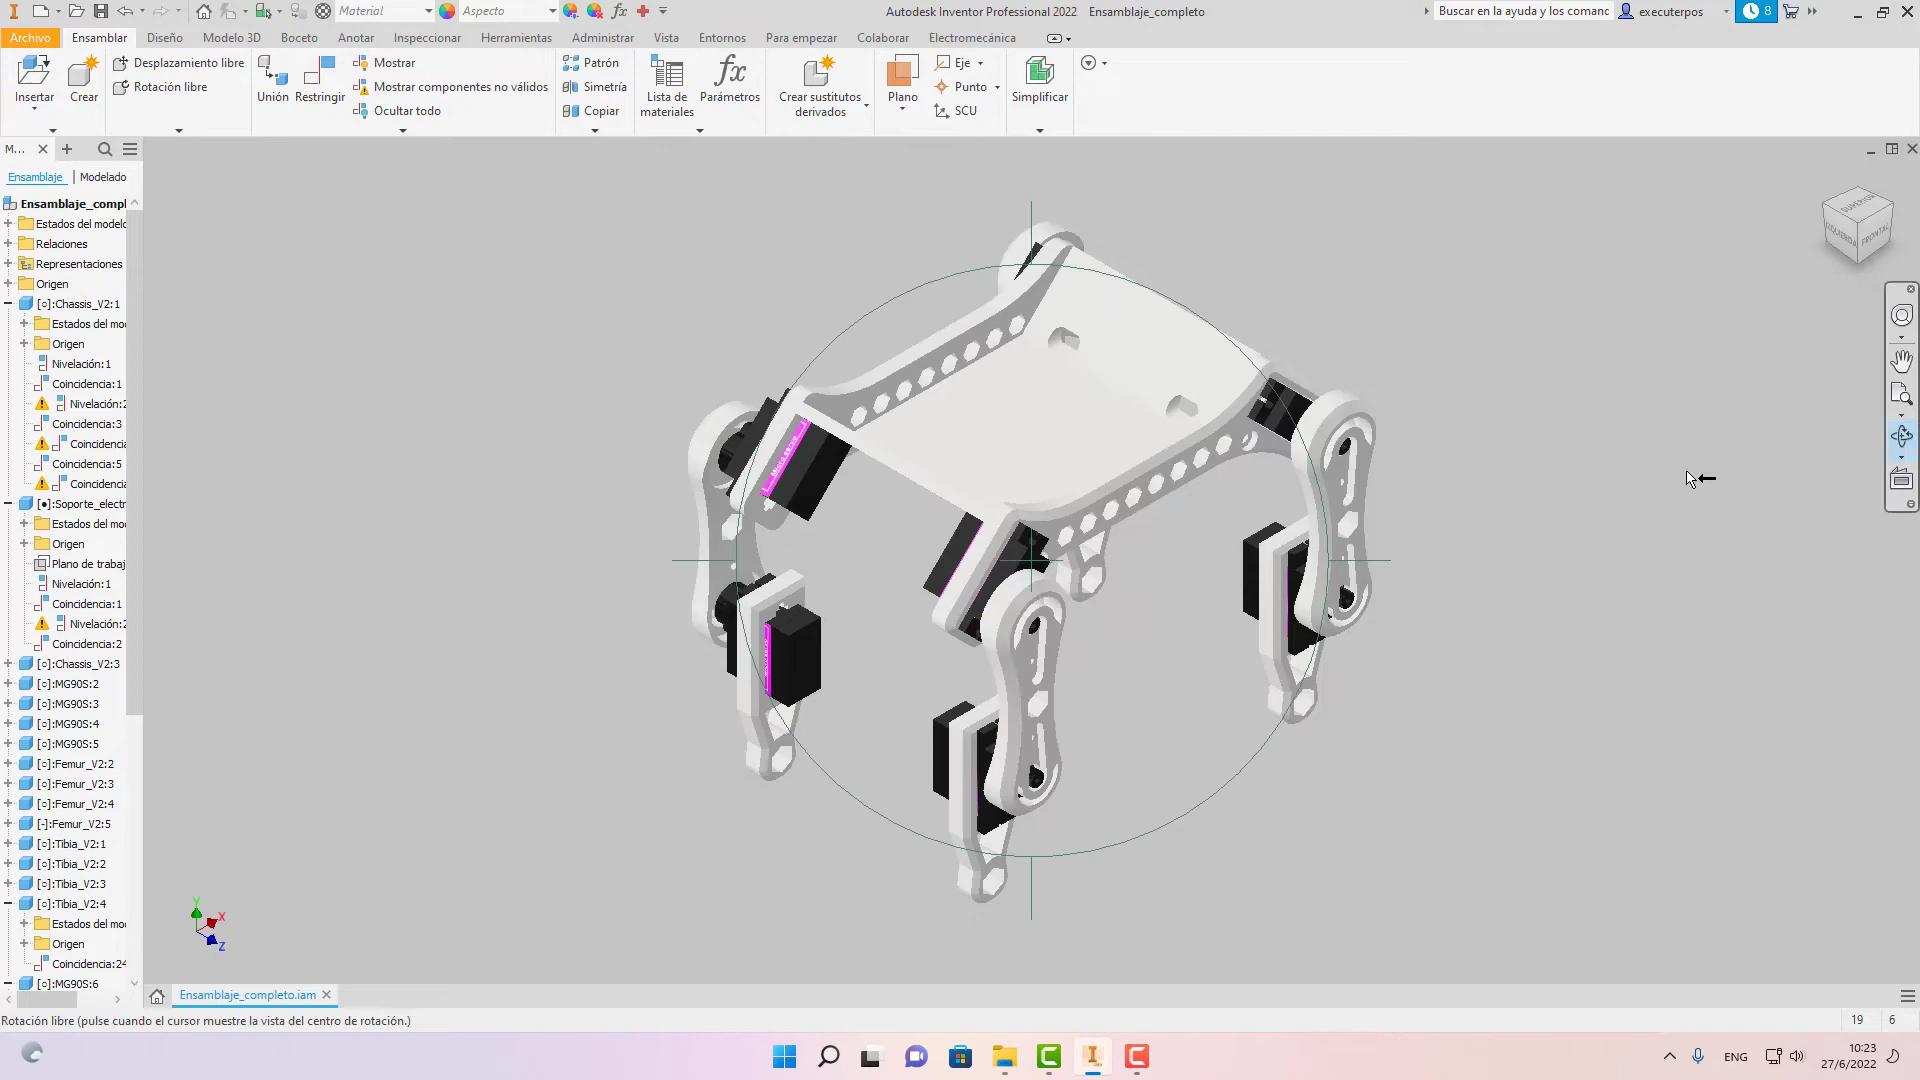 Material
Aspecto
Autodesk Inventor Professional 2022 Ensamblaje_completo
Buscar en la ayuda y los comanc
executerpos
8
Archivo Ensamblar Diseño Modelo 3D Boceto Anotar Inspeccionar Herramientas Administrar Vista Entornos Para empezar Colaborar Electromecánica
Insertar
Crear
Desplazamiento libre
Rotación libre
Unión
Restringir
Mostrar
Mostrar componentes no válidos
Ocultar todo
Patrón
Simetría
Copiar
Lista de
materiales
Parámetros
Crear sustitutos
derivados
Plano
Eje
Punto
SCU
Simplificar
M...
Ensamblaje | Modelado
Ensamblaje_compl
Estados del modelo
Relaciones
Representaciones
Origen
[○]:Chassis_V2:1
Estados del mo
Origen
Nivelación:1
Coincidencia:1
Nivelación:2
Coincidencia:3
Coincidencia
Coincidencia:5
Coincidencia
[●]:Soporte_electr
Estados del mo
Origen
Plano de trabaj
Nivelación:1
Coincidencia:1
Nivelación:2
Coincidencia:2
[○]:Chassis_V2:3
[○]:MG90S:2
[○]:MG90S:3
[○]:MG90S:4
[○]:MG90S:5
[○]:Femur_V2:2
[○]:Femur_V2:3
[○]:Femur_V2:4
[-]:Femur_V2:5
[○]:Tibia_V2:1
[○]:Tibia_V2:2
[○]:Tibia_V2:3
[○]:Tibia_V2:4
Estados del mo
Origen
Coincidencia:24
[○]:MG90S:6
SUPERIOR
IZQUIERDA
FRONTAL
Micro servo
Y
X
Z
Ensamblaje_completo.iam
Rotación libre (pulse cuando el cursor muestre la vista del centro de rotación.)
19 6
ENG
10:23
27/6/2022